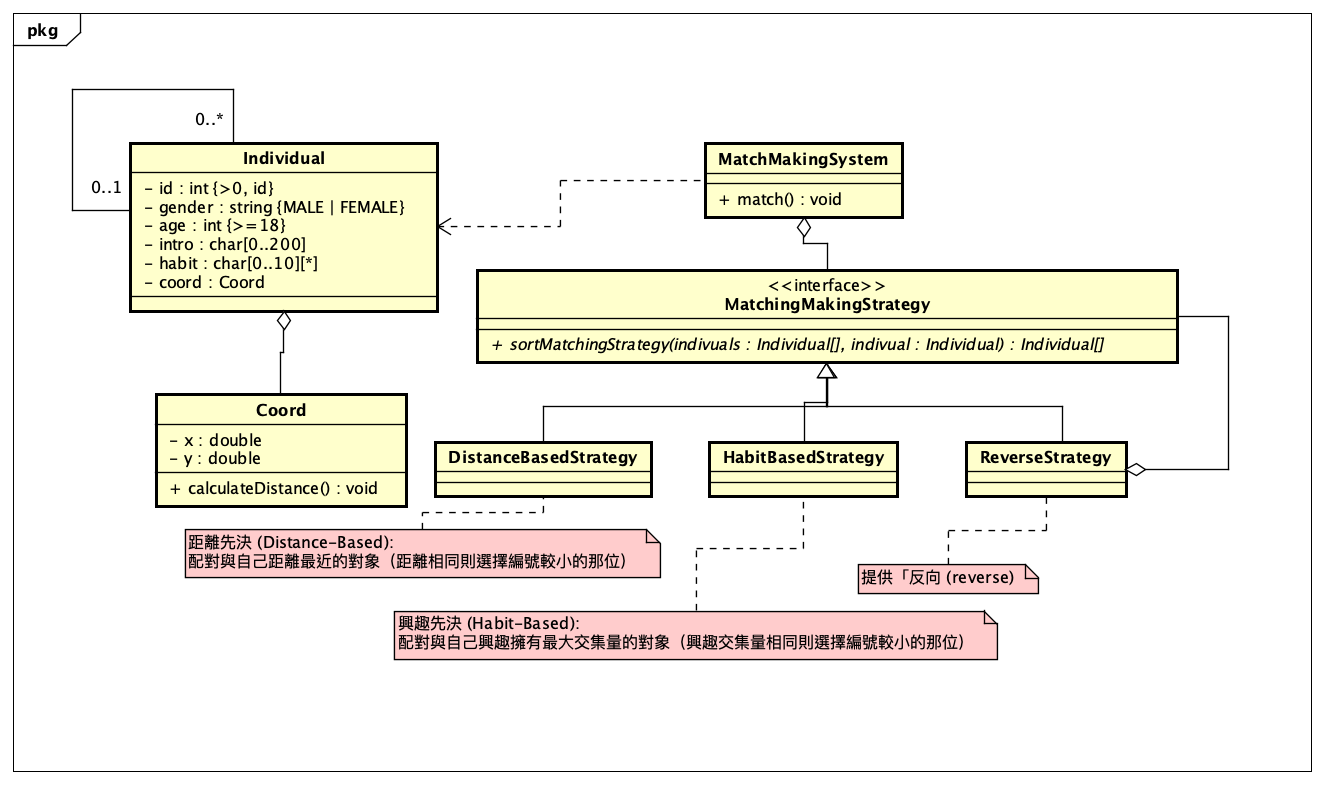 pkg
0..*
0..1
Individual
- id : int {>0, id}
- gender : string {MALE | FEMALE}
- age : int {>=18}
- intro : char[0..200]
- habit : char[0..10][*]
- coord : Coord
MatchMakingSystem
+ match() : void
<<interface>>
MatchingMakingStrategy
+ sortMatchingStrategy(indivuals : Individual[], indivual : Individual) : Individual[]
Coord
- x : double
- y : double
+ calculateDistance() : void
DistanceBasedStrategy
HabitBasedStrategy
ReverseStrategy
距離先決 (Distance-Based):
配對與自己距離最近的對象（距離相同則選擇編號較小的那位）
提供「反向 (reverse)
興趣先決 (Habit-Based):
配對與自己興趣擁有最大交集量的對象（興趣交集量相同則選擇編號較小的那位）